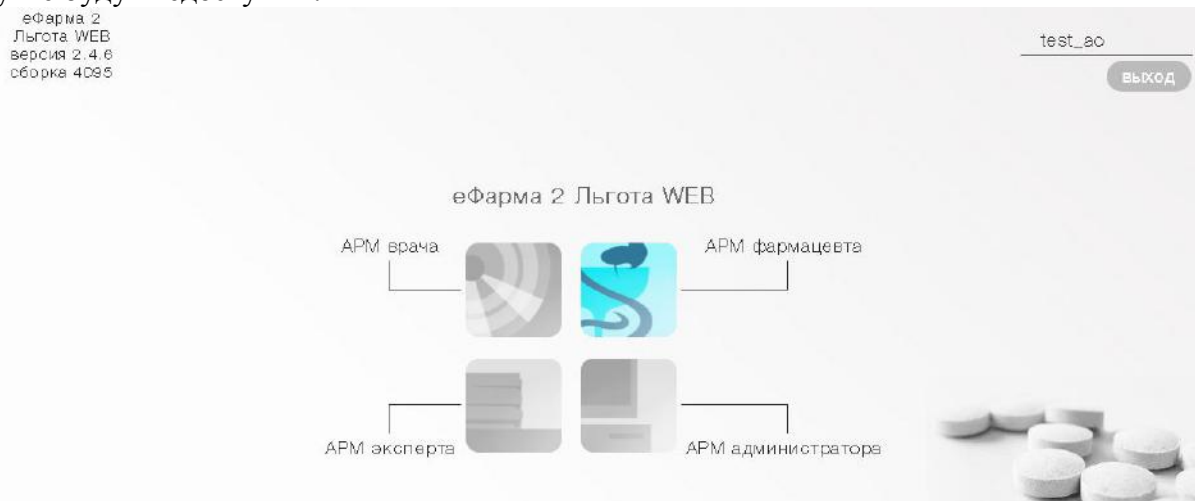 еФарма 2
Льгота WEB
версия 2.4.6
сборка 4095
test_ao
выход
еФарма 2 Льгота WEB
АРМ врача
АРМ фармацевта
АРМ эксперта
АРМ администратора